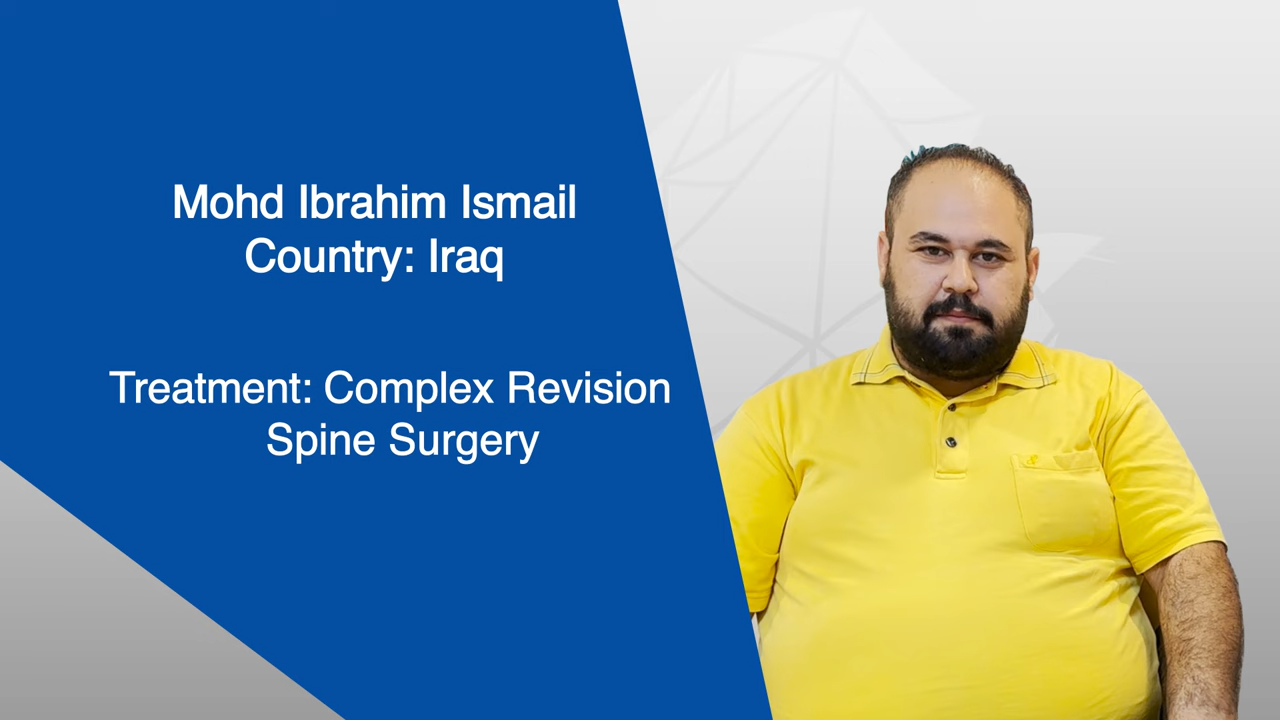 Mohd Ibrahim Ismail
Country: Iraq
Treatment: Complex Revision
Spine Surgery